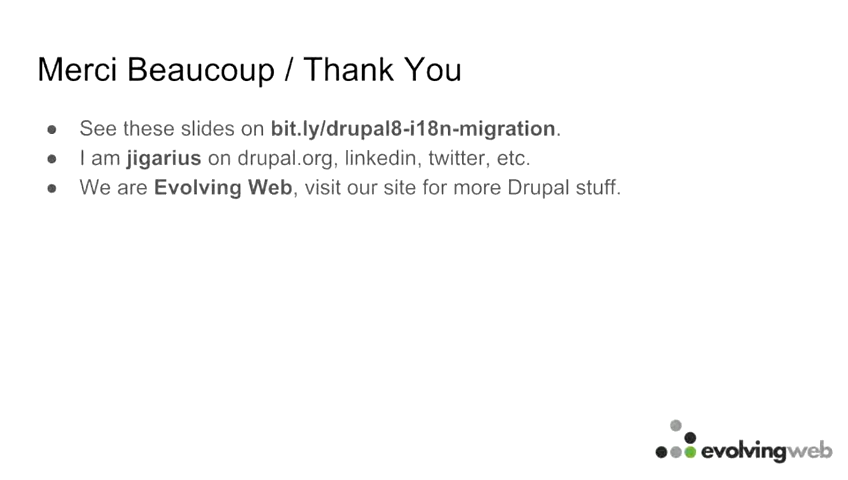 Merci Beaucoup / Thank You
● See these slides on bit.ly/drupal8-i18n-migration.
● I am jigarius on drupal.org, linkedin, twitter, etc.
● We are Evolving Web, visit our site for more Drupal stuff.
evolvingweb